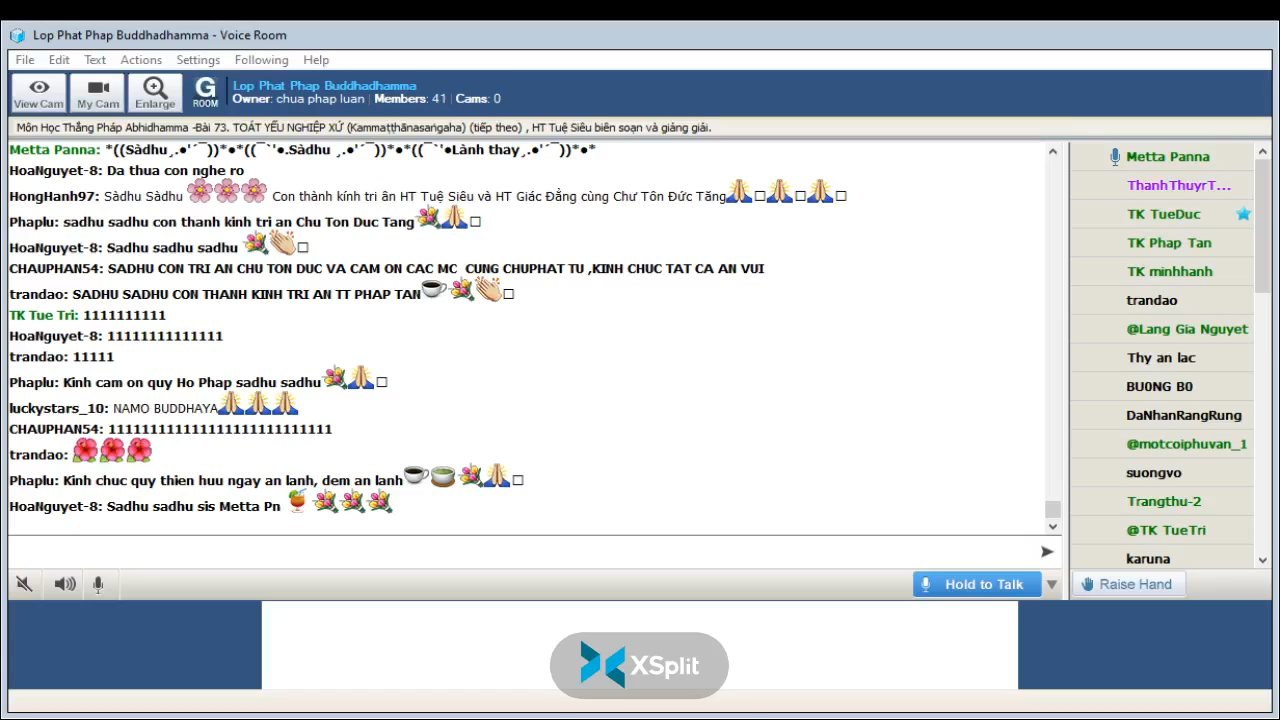 Lop Phat Phap Buddhadhamma - Voice Room
File Edit Text Actions Settings Following Help
View Cam My Cam Enlarge G ROOM
Lop Phat Phap Buddhadhamma
Owner: chua phap luan | Members: 41 | Cams: 0
Môn Học Thắng Pháp Abhidhamma -Bài 73. TOÁT YẾU NGHIỆP XỨ (Kammaṭṭhānasaṅgaha) (tiếp theo) , HT Tuệ Siêu biên soạn và giảng giải.
Metta Panna: *((Sàdhu¸.●'´¯))*●*((¯`'●.Sàdhu ¸.●'´¯))*●*((¯`'●Lành thay¸.●'´¯))*●*
HoaNguyet-8: Da thua con nghe ro
HongHanh97: Sàdhu Sàdhu 🌸🌸🌸 Con thành kính tri ân HT Tuệ Siêu và HT Giác Đẳng cùng Chư Tôn Đức Tăng🙏□🙏□🙏□
Phaplu: sadhu sadhu con thanh kinh tri an Chu Ton Duc Tang💐🙏□
HoaNguyet-8: Sadhu sadhu sadhu 💐👏□
CHAUPHAN54: SADHU CON TRI AN CHU TON DUC VA CAM ON CAC MC CUNG CHUPHAT TU ,KINH CHUC TAT CA AN VUI
trandao: SADHU SADHU CON THANH KINH TRI AN TT PHAP TAN☕💐👏□
TK Tue Tri: 1111111111
HoaNguyet-8: 11111111111111
trandao: 11111
Phaplu: Kinh cam on quy Ho Phap sadhu sadhu💐🙏□
luckystars_10: NAMO BUDDHAYA🙏🙏🙏
CHAUPHAN54: 111111111111111111111111111
trandao: 🌺🌺🌺
Phaplu: Kinh chuc quy thien huu ngay an lanh, dem an lanh☕🍵💐🙏□
HoaNguyet-8: Sadhu sadhu sis Metta Pn 🍹💐💐💐
Metta Panna
ThanhThuyrT...
TK TueDuc
TK Phap Tan
TK minhhanh
trandao
@Lang Gia Nguyet
Thy an lac
BU0NG B0
DaNhanRangRung
@motcoiphuvan_1
suongvo
Trangthu-2
@TK TueTri
karuna
Hold to Talk
Raise Hand
XSplit